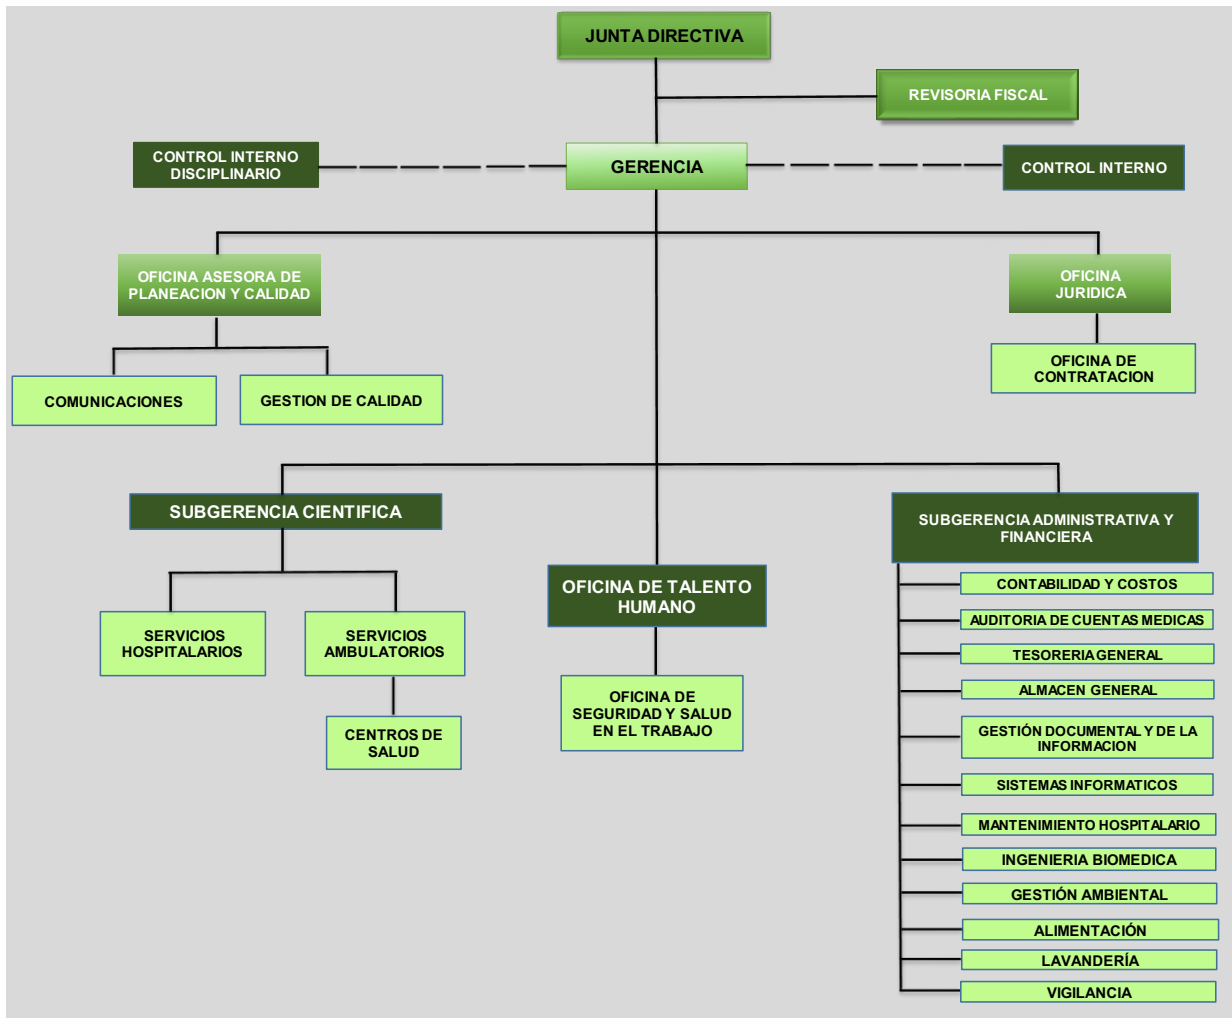 JUNTA DIRECTIVA
REVISORIA FISCAL
CONTROL INTERNO
DISCIPLINARIO
GERENCIA
CONTROL INTERNO
OFICINA ASESORA DE
PLANEACION Y CALIDAD
OFICINA
JURIDICA
COMUNICACIONES
GESTION DE CALIDAD
OFICINA DE
CONTRATACION
SUBGERENCIA CIENTIFICA
SUBGERENCIA ADMINISTRATIVA Y
FINANCIERA
SERVICIOS
HOSPITALARIOS
SERVICIOS
AMBULATORIOS
CENTROS DE
SALUD
OFICINA DE TALENTO
HUMANO
OFICINA DE
SEGURIDAD Y SALUD
EN EL TRABAJO
CONTABILIDAD Y COSTOS
AUDITORIA DE CUENTAS MEDICAS
TESORERIA GENERAL
ALMACEN GENERAL
GESTIÓN DOCUMENTAL Y DE LA
INFORMACION
SISTEMAS INFORMATICOS
MANTENIMIENTO HOSPITALARIO
INGENIERIA BIOMEDICA
GESTIÓN AMBIENTAL
ALIMENTACIÓN
LAVANDERÍA
VIGILANCIA